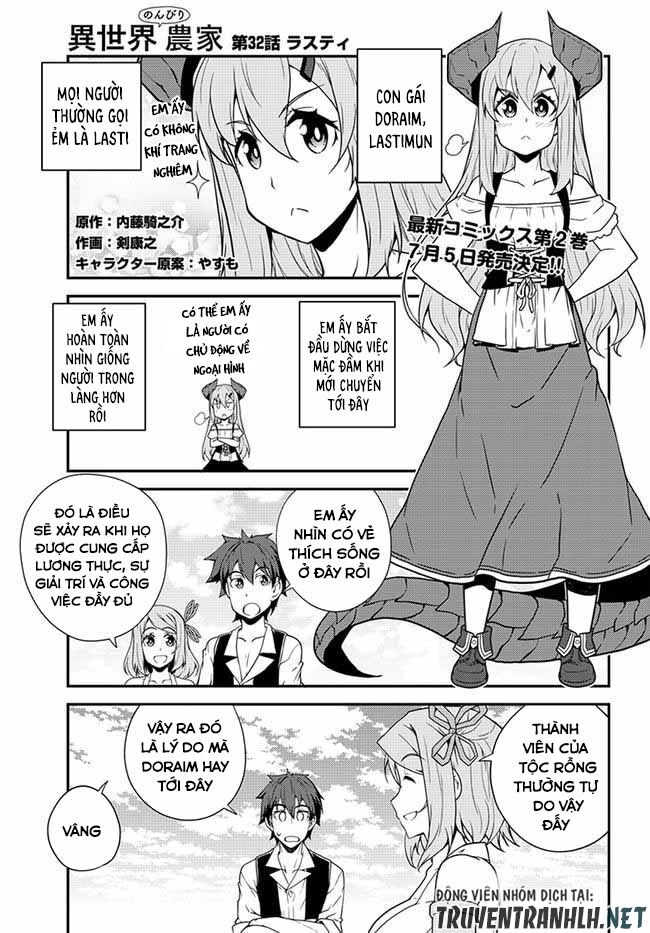 異世界のんびり農家 第32話 ラスティ
CON GÁI
DORAIM,
LASTIMUN
EM ẤY
CÓ KHÔNG
KHÍ TRANG
NGHIÊM
MỌI NGƯỜI
THƯỜNG GỌI
ẺM LÀ LASTI
原作：内藤騎之介
作画：剣康之
キャラクター原案：やすも
最新コミックス第2巻
7月5日発売決定!!
EM ẤY BẮT
ĐẦU DỪNG VIỆC
MẶC ĐẦM KHI
MỚI CHUYỂN
TỚI ĐÂY
CÓ THỂ EM ẤY
LÀ NGƯỜI CÓ
CHỦ ĐỘNG VỀ
NGOẠI HÌNH
EM ẤY
HOÀN TOÀN
NHÌN GIỐNG
NGƯỜI TRONG
LÀNG HƠN
RỒI
EM ẤY
NHÌN CÓ VẺ
THÍCH SỐNG
Ở ĐÂY RỒI
ĐÓ LÀ ĐIỀU
SẼ XẢY RA KHI HỌ
ĐƯỢC CUNG CẤP
LƯƠNG THỰC, SỰ
GIẢI TRÍ VÀ CÔNG
VIỆC ĐẦY ĐỦ
THÀNH
VIÊN CỦA
TỘC RỒNG
THƯỜNG TỰ
DO VẬY
ĐẤY
VẬY RA ĐÓ
LÀ LÝ DO MÀ
DORAIM HAY
TỚI ĐÂY
VÂNG
ĐỘNG VIÊN NHÓM DỊCH TẠI:
TRUYENTRANHLH.NET